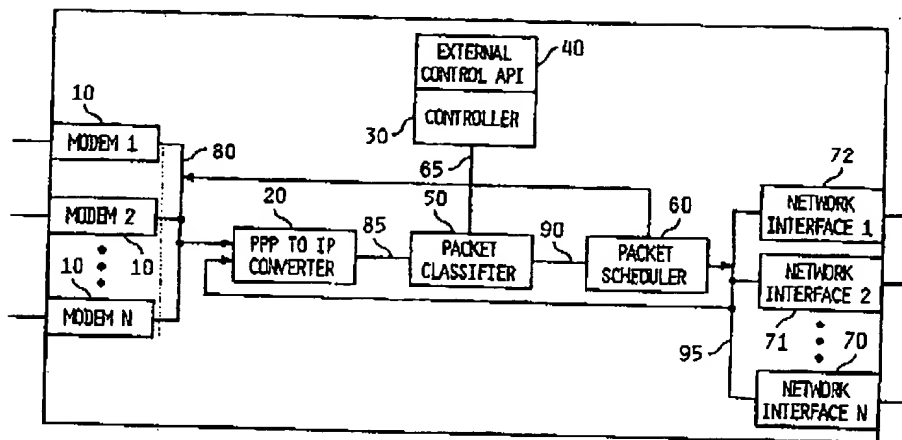 EXTERNAL
CONTROL API
40
30
CONTROLLER
65
10
MODEM 1
80
72
NETWORK
INTERFACE 1
20
50
60
MODEM 2
10
10
PPP TO IP
CONVERTER
85
PACKET
CLASSIFIER
90
PACKET
SCHEDULER
NETWORK
INTERFACE 2
71
MODEM N
95
70
NETWORK
INTERFACE N